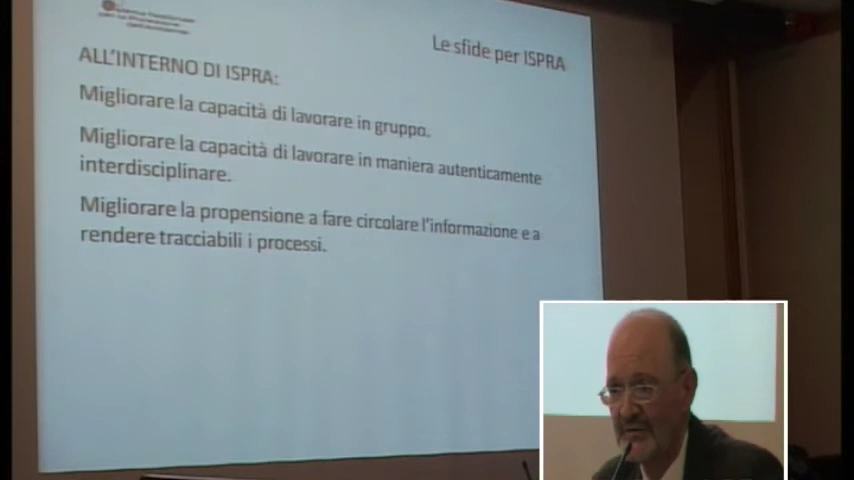 Le sfide per ISPRA
ALL'INTERNO DI ISPRA:
Migliorare la capacità di lavorare in gruppo.
Migliorare la capacità di lavorare in maniera autenticamente
interdisciplinare.
Migliorare la propensione a fare circolare l'informazione e a
rendere tracciabili i processi.